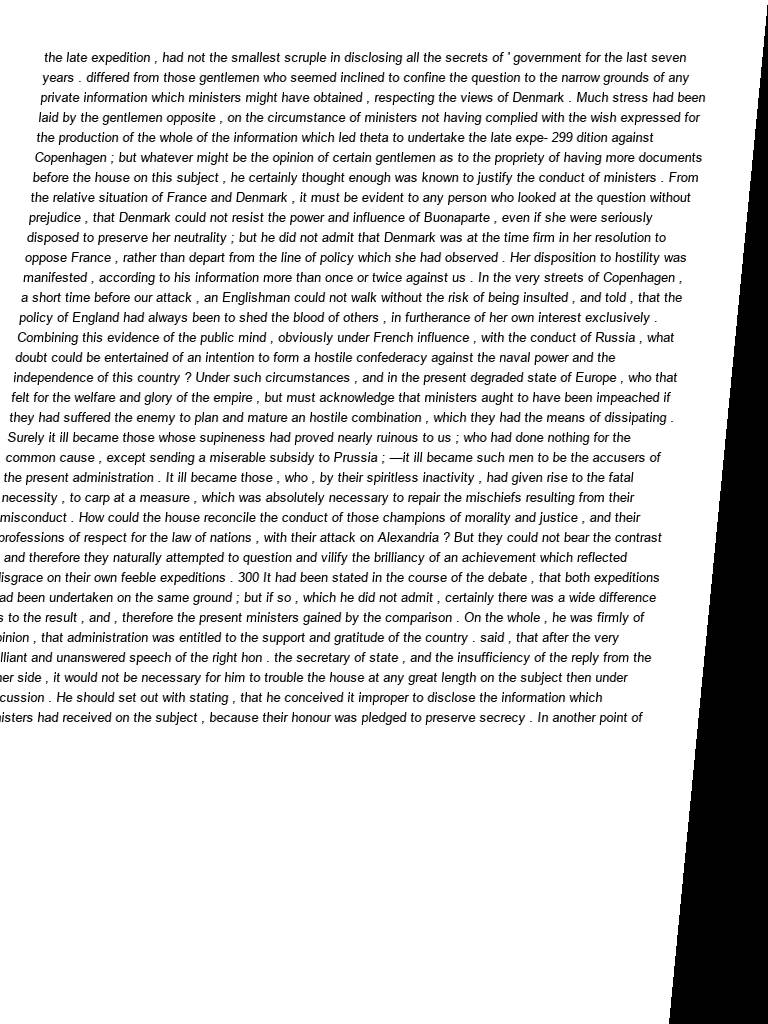 the late expedition , had not the smallest scruple in disclosing all the secrets of ' government for the last seven
years . differed from those gentlemen who seemed inclined to confine the question to the narrow grounds of any
private information which ministers might have obtained , respecting the views of Denmark . Much stress had been
laid by the gentlemen opposite , on the circumstance of ministers not having complied with the wish expressed for
the production of the whole of the information which led theta to undertake the late expe- 299 dition against
Copenhagen ; but whatever might be the opinion of certain gentlemen as to the propriety of having more documents
before the house on this subject , he certainly thought enough was known to justify the conduct of ministers . From
the relative situation of France and Denmark , it must be evident to any person who looked at the question without
prejudice , that Denmark could not resist the power and influence of Buonaparte , even if she were seriously
disposed to preserve her neutrality ; but he did not admit that Denmark was at the time firm in her resolution to
oppose France , rather than depart from the line of policy which she had observed . Her disposition to hostility was
manifested , according to his information more than once or twice against us . In the very streets of Copenhagen ,
a short time before our attack , an Englishman could not walk without the risk of being insulted , and told , that the
policy of England had always been to shed the blood of others , in furtherance of her own interest exclusively .
Combining this evidence of the public mind , obviously under French influence , with the conduct of Russia , what
doubt could be entertained of an intention to form a hostile confederacy against the naval power and the
independence of this country ? Under such circumstances , and in the present degraded state of Europe , who that
felt for the welfare and glory of the empire , but must acknowledge that ministers aught to have been impeached if
they had suffered the enemy to plan and mature an hostile combination , which they had the means of dissipating .
Surely it ill became those whose supineness had proved nearly ruinous to us ; who had done nothing for the
common cause , except sending a miserable subsidy to Prussia ; —it ill became such men to be the accusers of
the present administration . It ill became those , who , by their spiritless inactivity , had given rise to the fatal
necessity , to carp at a measure , which was absolutely necessary to repair the mischiefs resulting from their
misconduct . How could the house reconcile the conduct of those champions of morality and justice , and their
professions of respect for the law of nations , with their attack on Alexandria ? But they could not bear the contrast
and therefore they naturally attempted to question and vilify the brilliancy of an achievement which reflected
isgrace on their own feeble expeditions . 300 It had been stated in the course of the debate , that both expeditions
ad been undertaken on the same ground ; but if so , which he did not admit , certainly there was a wide difference
s to the result , and , therefore the present ministers gained by the comparison . On the whole , he was firmly of
pinion , that administration was entitled to the support and gratitude of the country . said , that after the very
lliant and unanswered speech of the right hon . the secretary of state , and the insufficiency of the reply from the
er side , it would not be necessary for him to trouble the house at any great length on the subject then under
cussion . He should set out with stating , that he conceived it improper to disclose the information which
isters had received on the subject , because their honour was pledged to preserve secrecy . In another point of